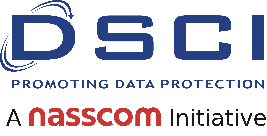 DSCI
PROMOTING DATA PROTECTION
A nasscom Initiative